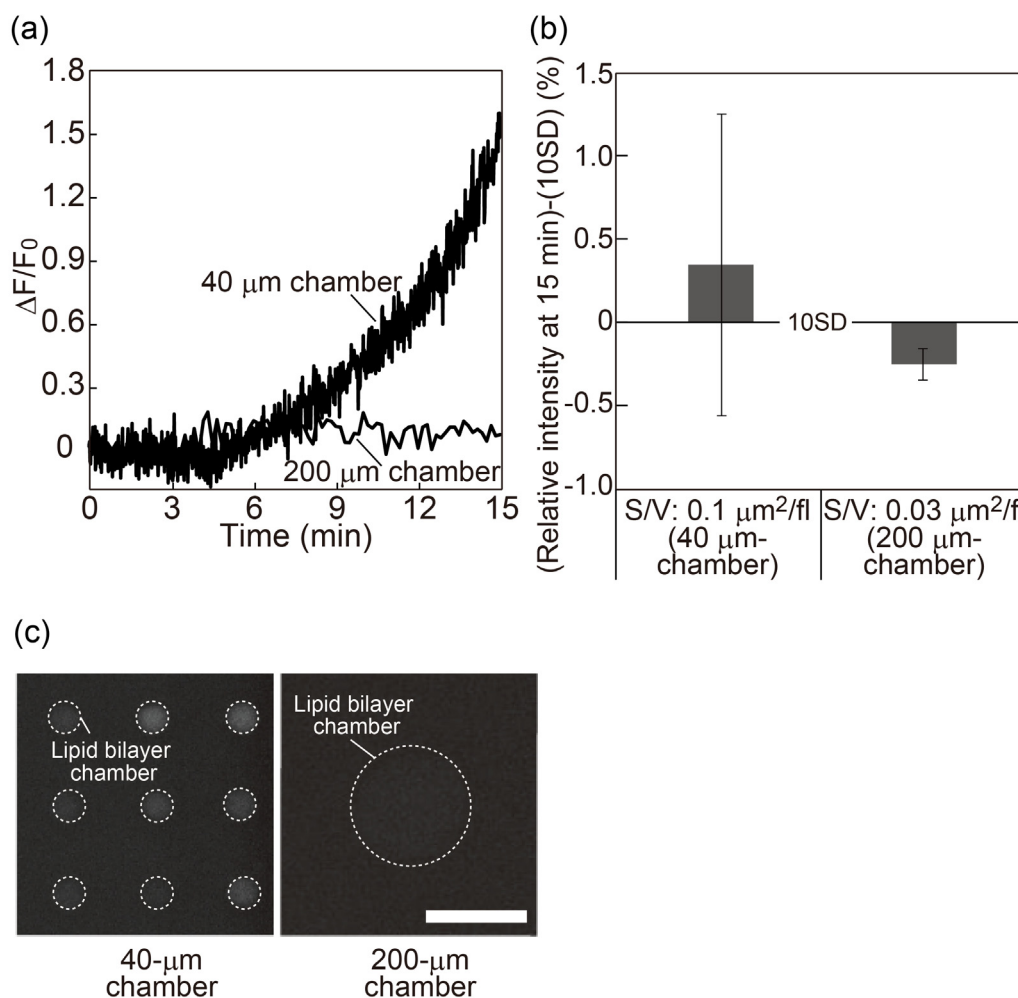 (a)
1.8
1.5
1.2
0.9
0.6
0.3
0
ΔF/F₀
40 μm chamber
200 μm chamber
0 3 6 9 12 15
Time (min)
(b)
(Relative intensity at 15 min)-(10SD) (%)
1.5
1.0
0.5
0
-0.5
-1.0
10SD
S/V: 0.1 μm²/fl
(40 μm-
chamber)
S/V: 0.03 μm²/f
(200 μm-
chamber)
(c)
Lipid bilayer
chamber
Lipid bilayer
chamber
40-μm
chamber
200-μm
chamber